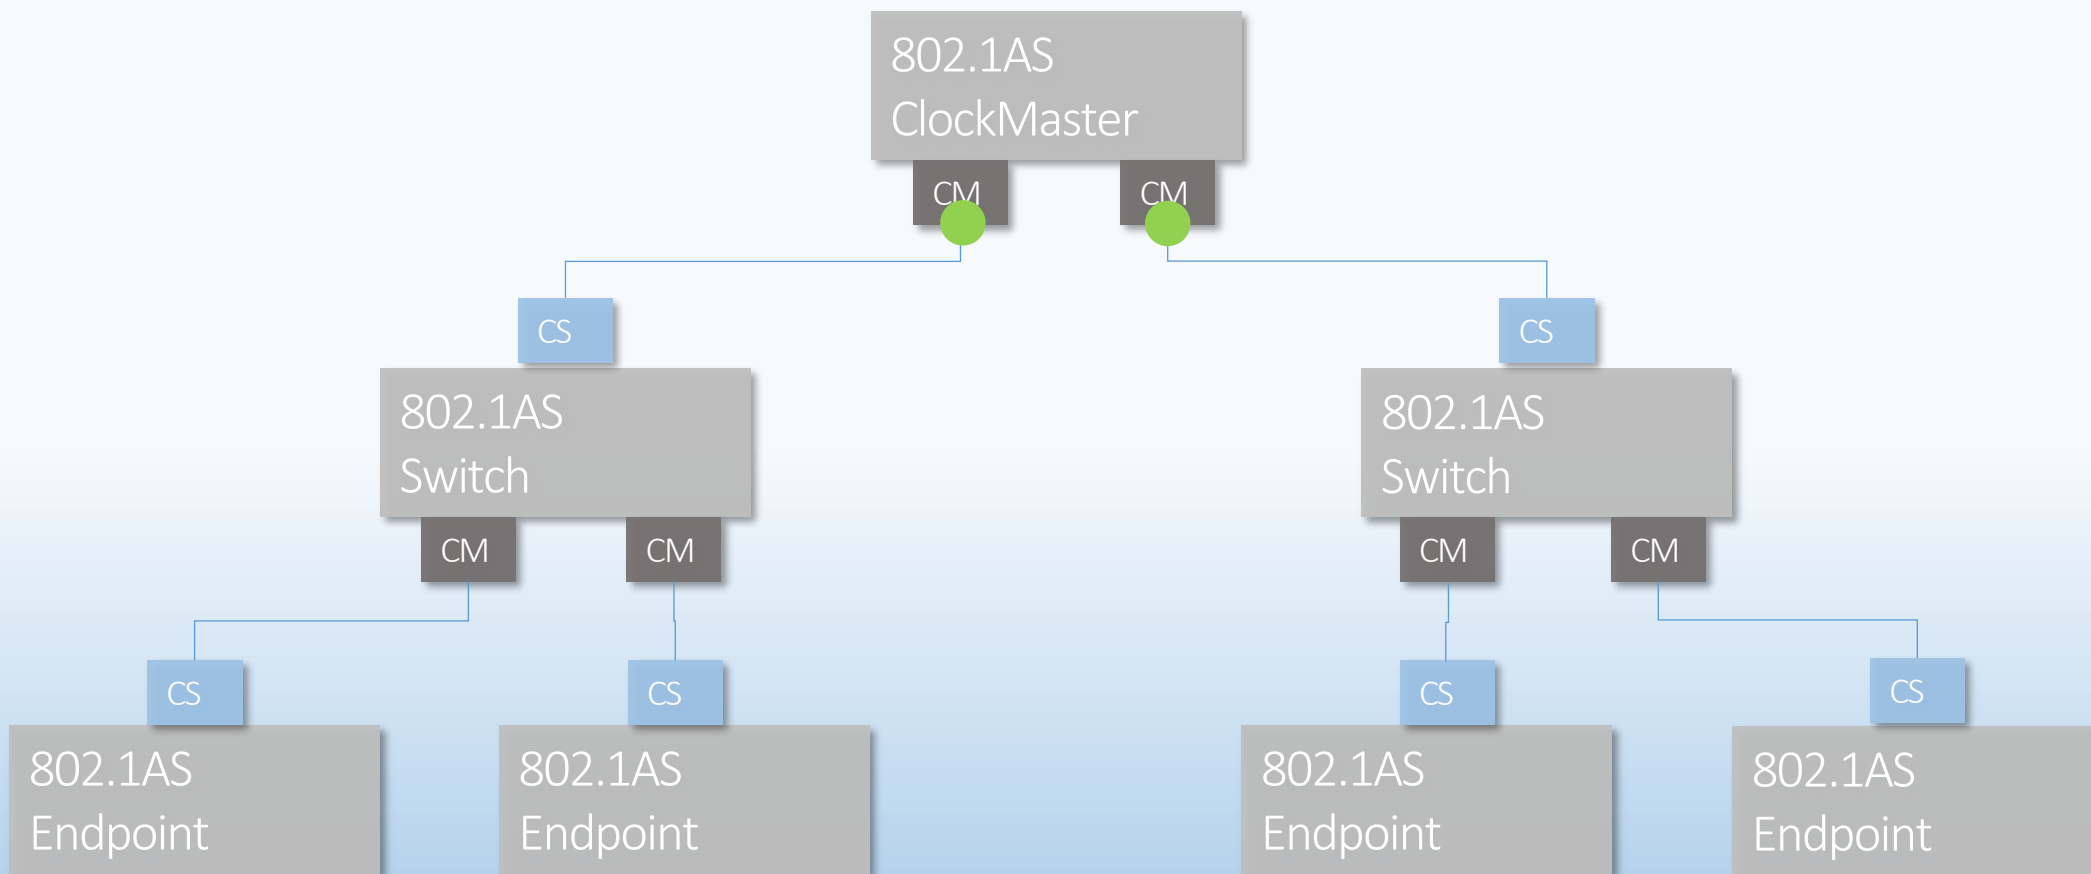 802.1AS
ClockMaster
CM
CM
CS
CS
802.1AS
Switch
802.1AS
Switch
CM
CM
CM
CM
CS
CS
CS
CS
802.1AS
Endpoint
802.1AS
Endpoint
802.1AS
Endpoint
802.1AS
Endpoint